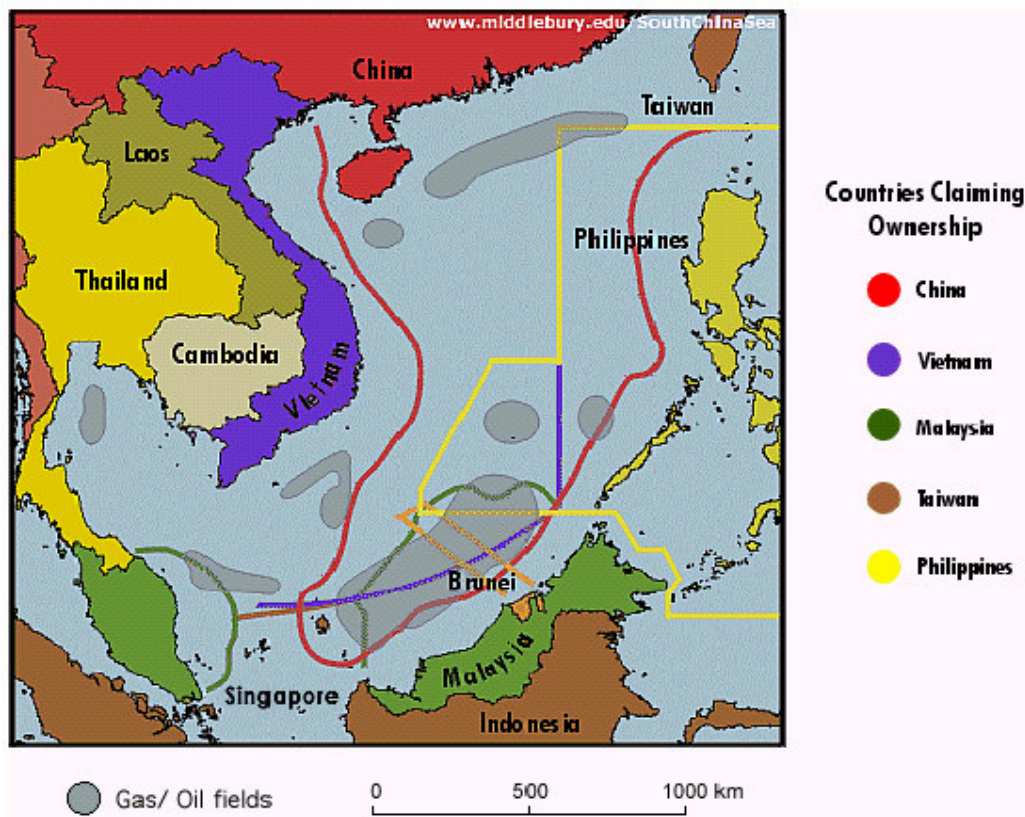 www.middlebury.edu/SouthChinaSea
China
Taiwan
Laos
Philippines
Thailand
Cambodia
Vietnam
Brunei
Malaysia
Singapore
Indonesia
Countries Claiming
Ownership
China
Vietnam
Malaysia
Taiwan
Philippines
Gas/ Oil fields
0 500 1000 km